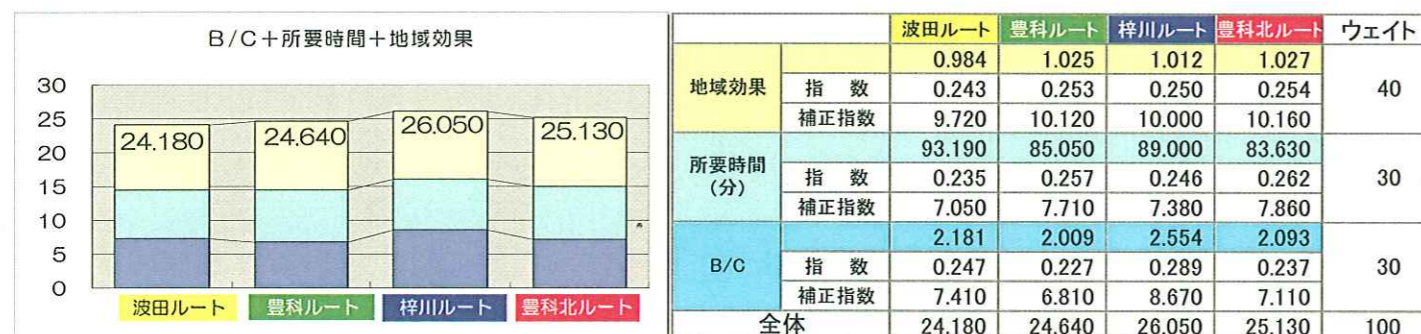 B/C+所要時間+地域効果
30
25
20
15
10
5
0
24.180 24.640 26.050 25.130
波田ルート 豊科ルート 梓川ルート 豊科北ルート
波田ルート 豊科ルート 梓川ルート 豊科北ルート ウェイト
地域効果 0.984 1.025 1.012 1.027 40
指 数 0.243 0.253 0.250 0.254
補正指数 9.720 10.120 10.000 10.160
所要時間(分) 93.190 85.050 89.000 83.630 30
指 数 0.235 0.257 0.246 0.262
補正指数 7.050 7.710 7.380 7.860
B/C 2.181 2.009 2.554 2.093 30
指 数 0.247 0.227 0.289 0.237
補正指数 7.410 6.810 8.670 7.110
全体 24.180 24.640 26.050 25.130 100